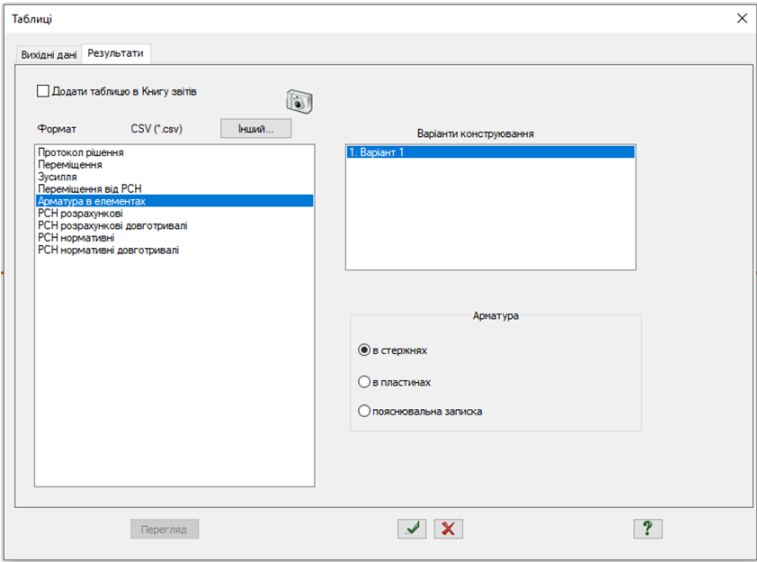 Таблиці
Вихідні дані
Результати
Додати таблицю в Книгу звітів
Формат
CSV (*.csv)
Інший...
Протокол рішення
Переміщення
Зусилля
Переміщення від РСН
Арматура в елементах
РСН розрахункові
РСН розрахункові довготривалі
РСН нормативні
РСН нормативні довготривалі
Варіанти конструювання
1. Варіант 1
Арматура
в стержнях
в пластинах
пояснювальна записка
Перегляд
?